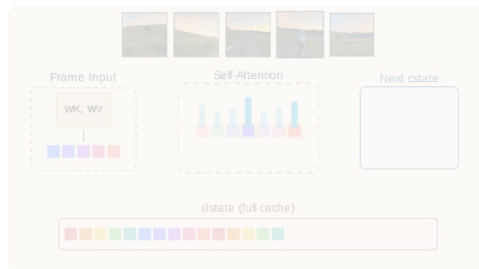 Frame Input
Self-Attention
Next cstate
WK, WV
dstate (full cache)